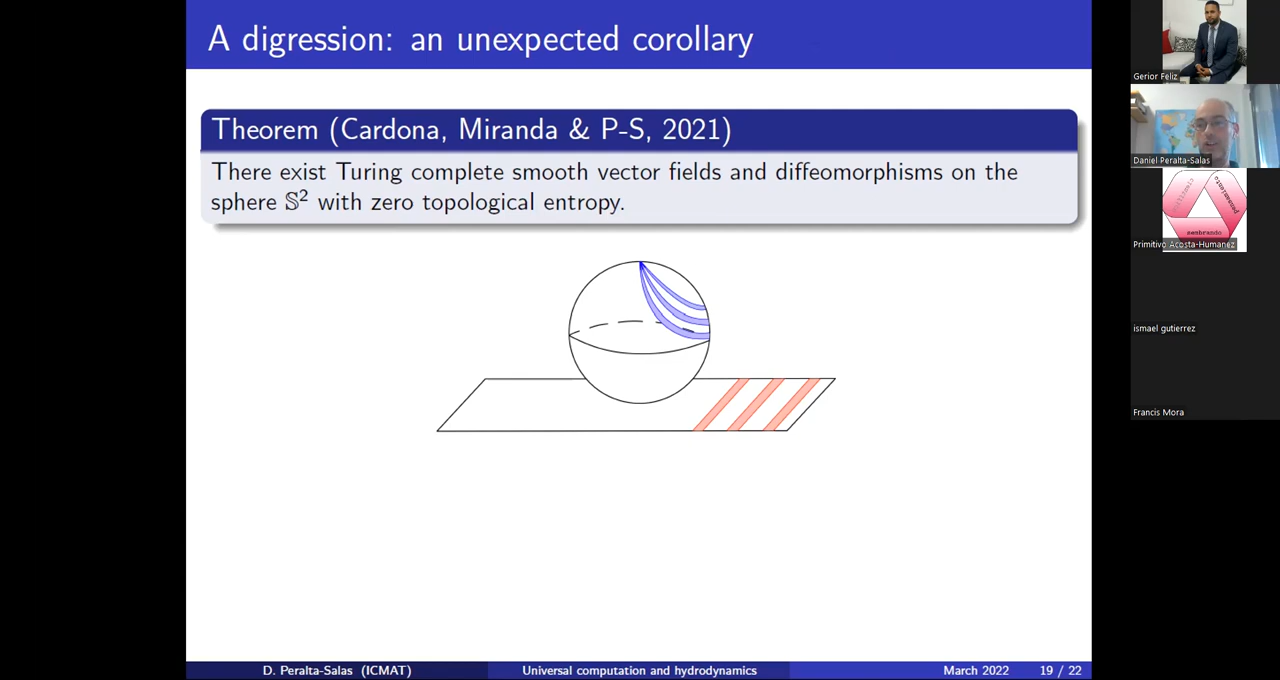 A digression: an unexpected corollary
Theorem (Cardona, Miranda & P-S, 2021)
There exist Turing complete smooth vector fields and diffeomorphisms on the
sphere 𝕊² with zero topological entropy.
D. Peralta-Salas (ICMAT)
Universal computation and hydrodynamics
March 2022
19 / 22
Gerior Feliz
Daniel Peralta-Salas
pensamiento
sembrando
Primitivo Acosta-Humanez
ismael gutierrez
Francis Mora